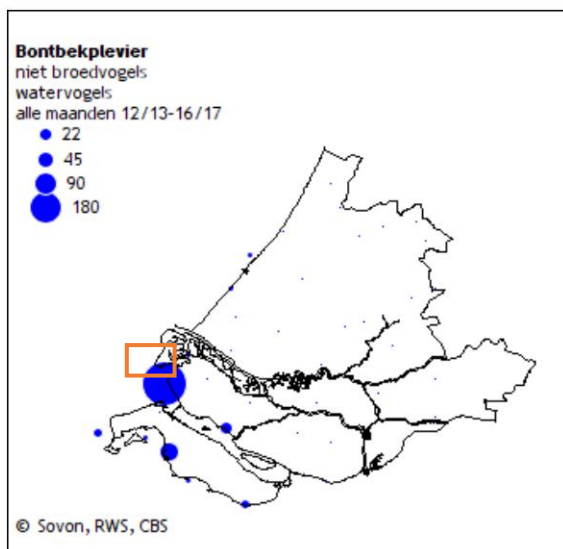 Bontbekplevier
niet broedvogels
watervogels
alle maanden 12/13-16/17
22
45
90
180
© Sovon, RWS, CBS